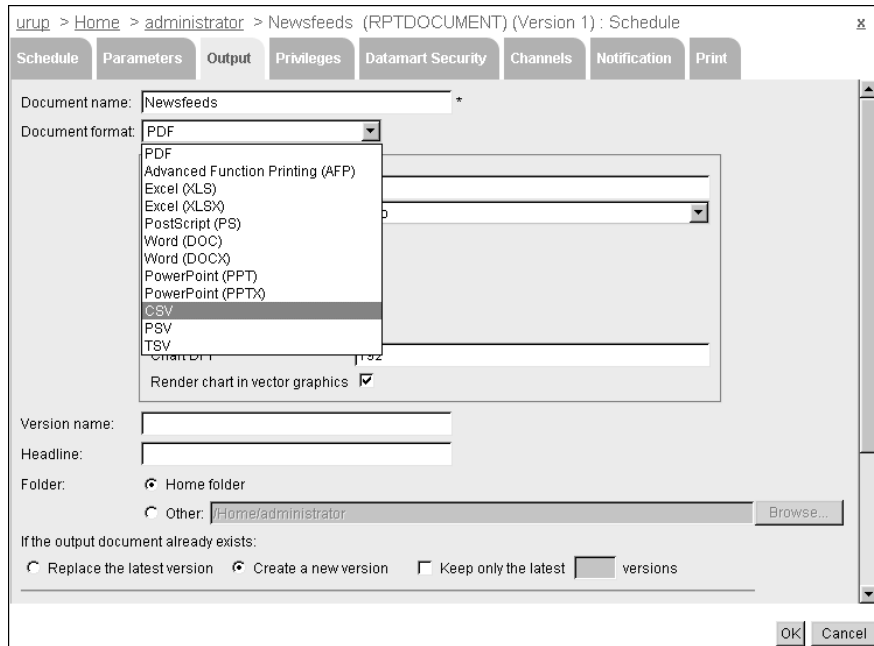 urup > Home > administrator > Newsfeeds (RPTDOCUMENT) (Version 1) : Schedule x
Schedule Parameters Output Privileges Datamart Security Channels Notification Print
Document name: Newsfeeds *
Document format: PDF
PDF
Advanced Function Printing (AFP)
Excel (XLS)
Excel (XLSX)
PostScript (PS)
Word (DOC)
Word (DOCX)
PowerPoint (PPT)
PowerPoint (PPTX)
CSV
PSV
TSV
Chart DPI 192
Render chart in vector graphics
Version name:
Headline:
Folder: Home folder
Other: /Home/administrator Browse...
If the output document already exists:
Replace the latest version Create a new version Keep only the latest versions
OK Cancel